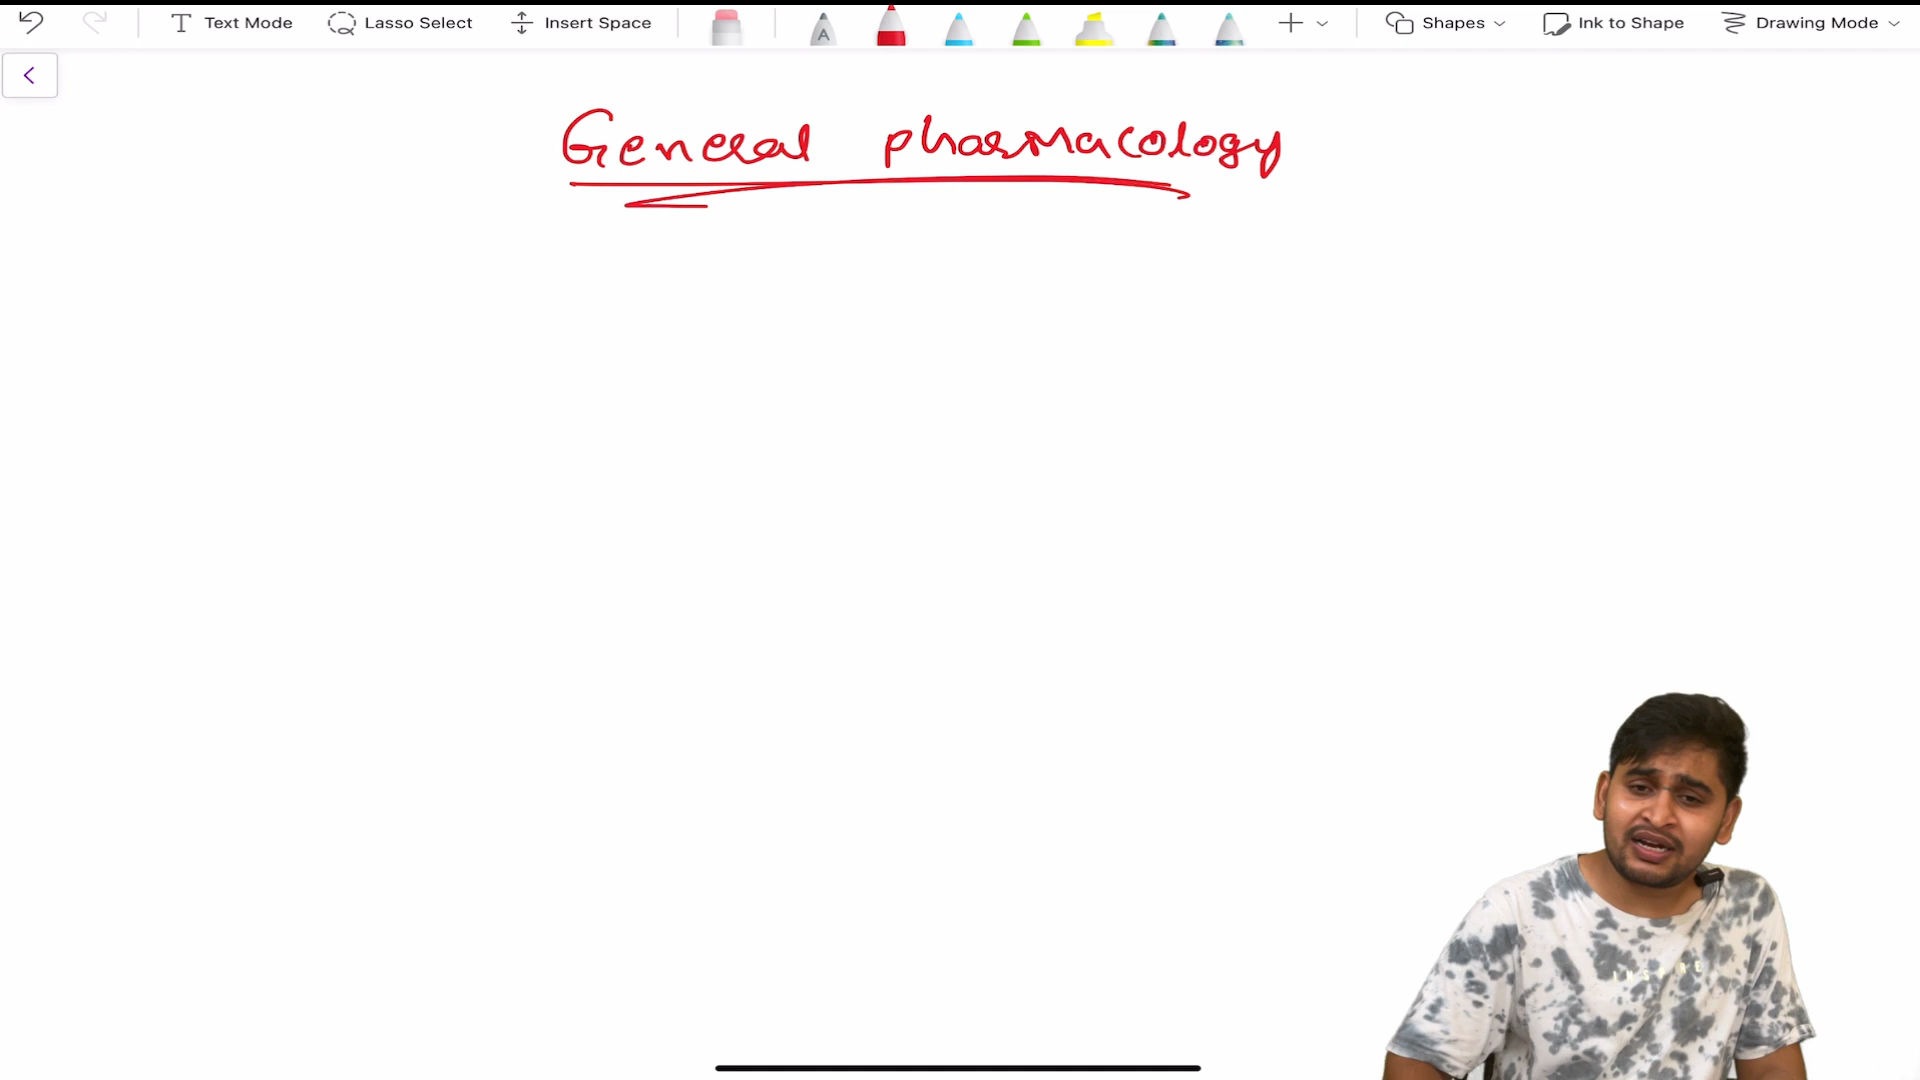 Text Mode Lasso Select Insert Space A Shapes Ink to Shape Drawing Mode
General pharmacology